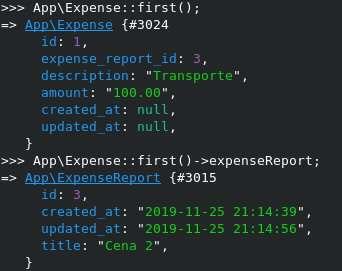 >>> App\Expense::first();
=> App\Expense {#3024
     id: 1,
     expense_report_id: 3,
     description: "Transporte",
     amount: "100.00",
     created_at: null,
     updated_at: null,
   }
>>> App\Expense::first()->expenseReport;
=> App\ExpenseReport {#3015
     id: 3,
     created_at: "2019-11-25 21:14:39",
     updated_at: "2019-11-25 21:14:56",
     title: "Cena 2",
   }